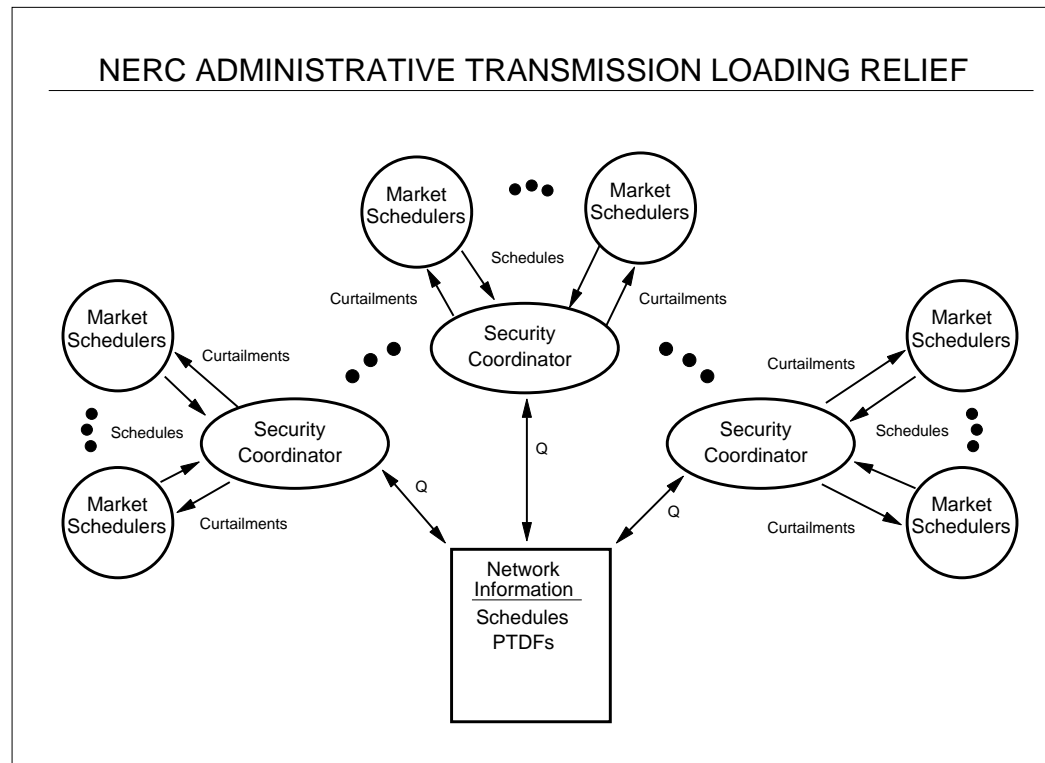 NERC ADMINISTRATIVE TRANSMISSION LOADING RELIEF
Market
Schedulers
Market
Schedulers
Schedules
Curtailments
Curtailments
Security
Coordinator
Market
Schedulers
Curtailments
Schedules
Security
Coordinator
Market
Schedulers
Curtailments
Market
Schedulers
Curtailments
Security
Coordinator
Schedules
Market
Schedulers
Curtailments
Q
Q
Q
Network
Information
Schedules
PTDFs